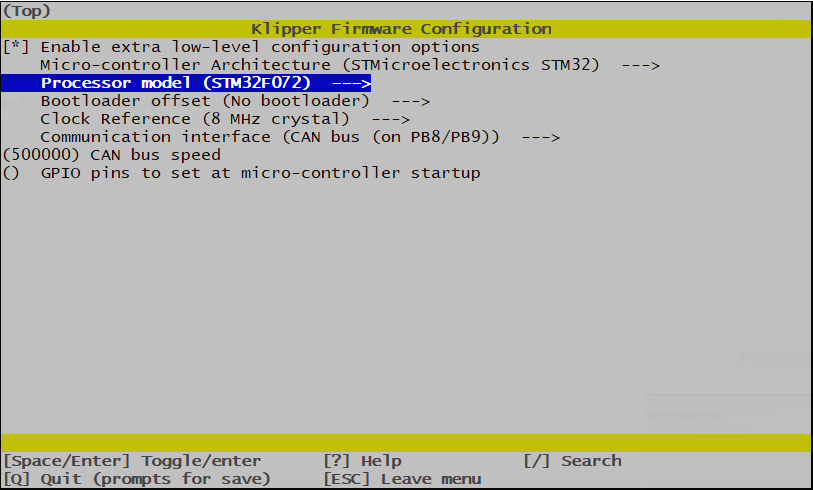 (Top)
Klipper Firmware Configuration
[*] Enable extra low-level configuration options
Micro-controller Architecture (STMicroelectronics STM32) --->
Processor model (STM32F072) --->
Bootloader offset (No bootloader) --->
Clock Reference (8 MHz crystal) --->
Communication interface (CAN bus (on PB8/PB9)) --->
(500000) CAN bus speed
() GPIO pins to set at micro-controller startup
[Space/Enter] Toggle/enter [?] Help [/] Search
[Q] Quit (prompts for save) [ESC] Leave menu